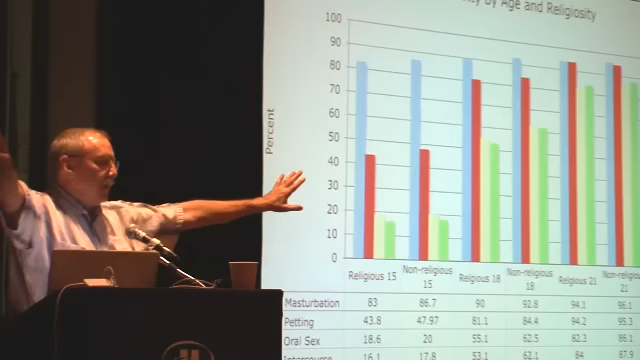 by Age and Religiosity
100
90
80
70
60
50
40
30
20
10
0
Percent
Religious 15
Non-religious 15
Religious 18
Non-religious 18
Religious 21
Non-religious 21
Masturbation 83 86.7 90 92.8 94.1 96.1
Petting 43.8 47.97 81.1 84.4 94.2 95.3
Oral Sex 18.6 20 55.1 62.5 82.3 86.1
Intercourse 16.1 17.8 53.1 62.1 84 87.9